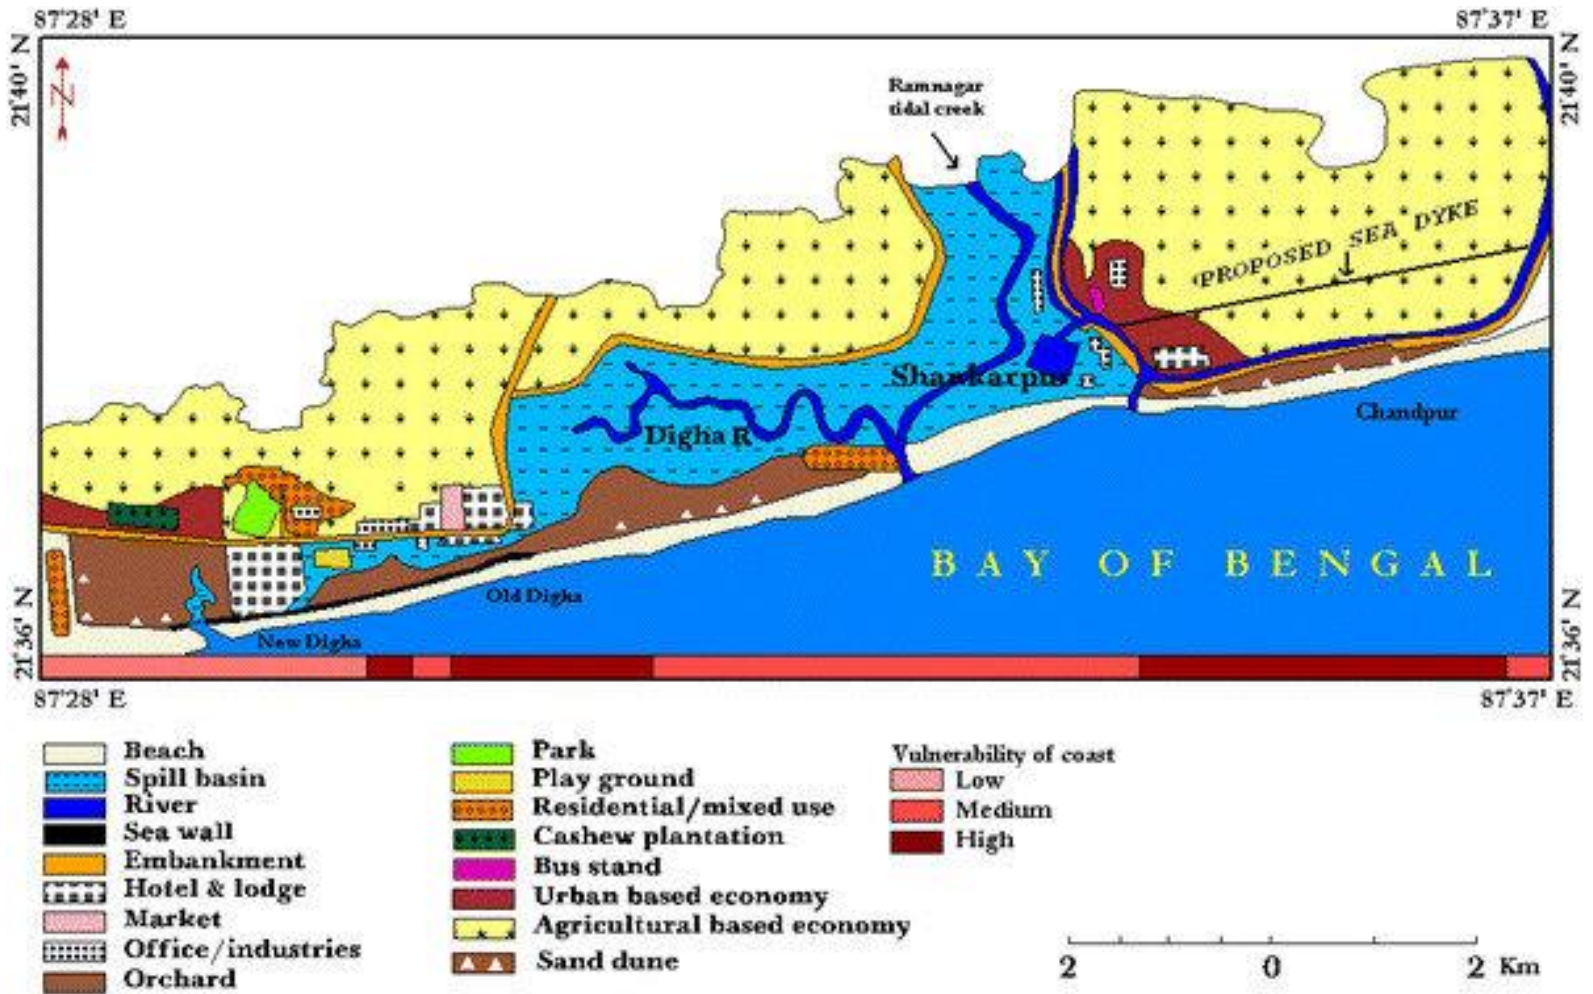 87°28' E
87°37' E
21°40' N
21°40' N
Ramnagar
tidal creek
PROPOSED SEA DYKE
Shankarpur
Chandpur
Digha R
BAY OF BENGAL
Old Digha
New Digha
21°36' N
21°36' N
87°28' E
87°37' E
Beach
Spill basin
River
Sea wall
Embankment
Hotel & lodge
Market
Office/industries
Orchard
Park
Play ground
Residential/mixed use
Cashew plantation
Bus stand
Urban based economy
Agricultural based economy
Sand dune
Vulnerability of coast
Low
Medium
High
2 0 2 Km
N